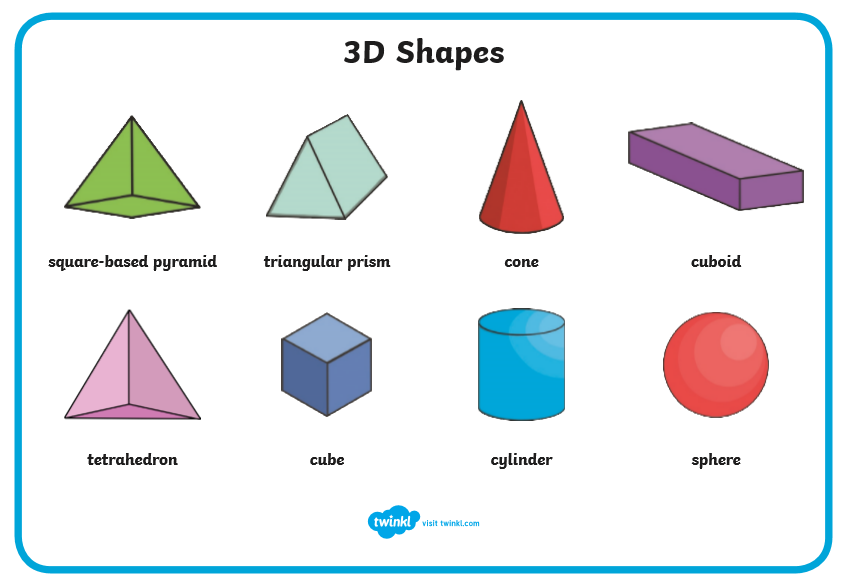 3D Shapes
square-based pyramid
triangular prism
cone
cuboid
tetrahedron
cube
cylinder
sphere
twinkl visit twinkl.com